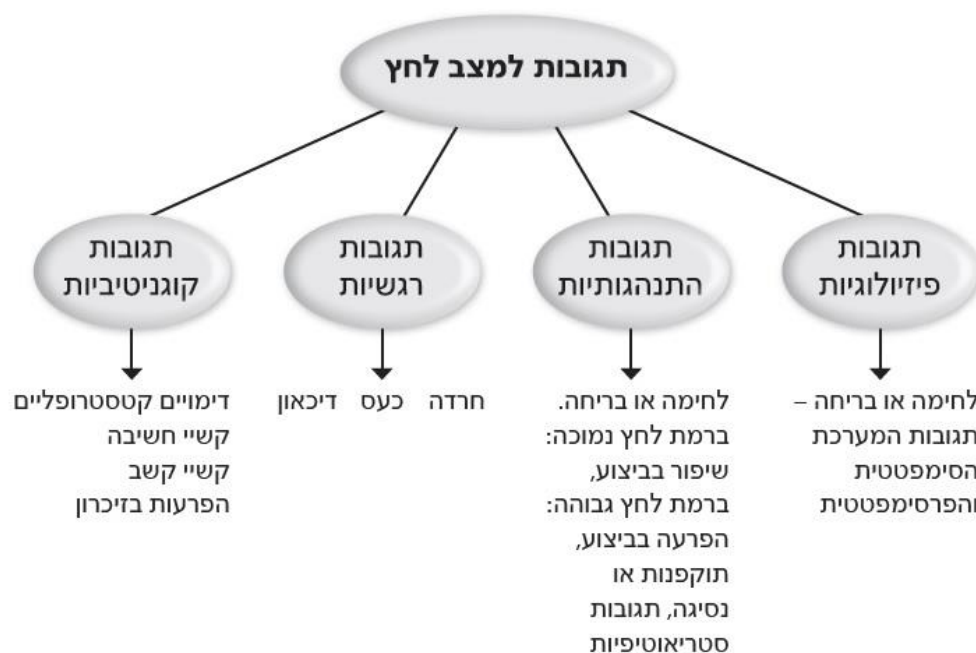 תגובות למצב לחץ
תגובות
פיזיולוגיות
תגובות
התנהגותיות
תגובות
רגשיות
תגובות
קוגניטיביות
לחימה או בריחה –
תגובות המערכת
הסימפטטית
והפרסימפטטית
לחימה או בריחה.
ברמת לחץ נמוכה:
שיפור בביצוע,
ברמת לחץ גבוהה:
הפרעה בביצוע,
תוקפנות או
נסיגה, תגובות
סטריאוטיפיות
חרדה כעס דיכאון
דימויים קטסטרופליים
קשיי חשיבה
קשיי קשב
הפרעות בזיכרון